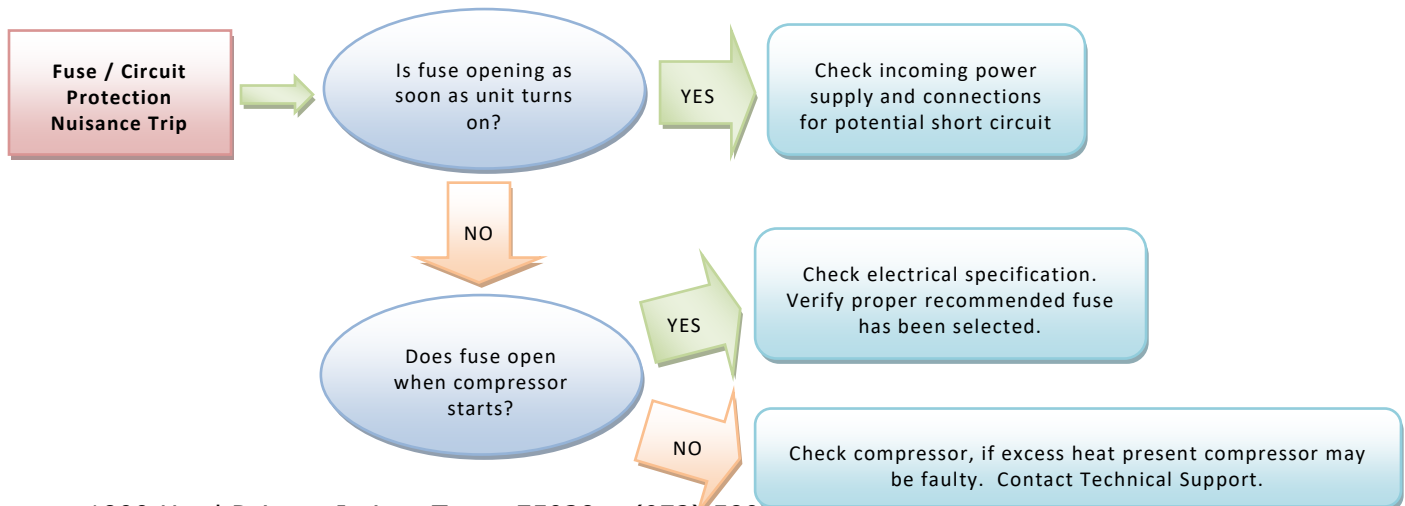 Fuse / Circuit
Protection
Nuisance Trip
Is fuse opening as
soon as unit turns
on?
YES
Check incoming power
supply and connections
for potential short circuit
NO
Does fuse open
when compressor
starts?
YES
Check electrical specification.
Verify proper recommended fuse
has been selected.
NO
Check compressor, if excess heat present compressor may
be faulty. Contact Technical Support.